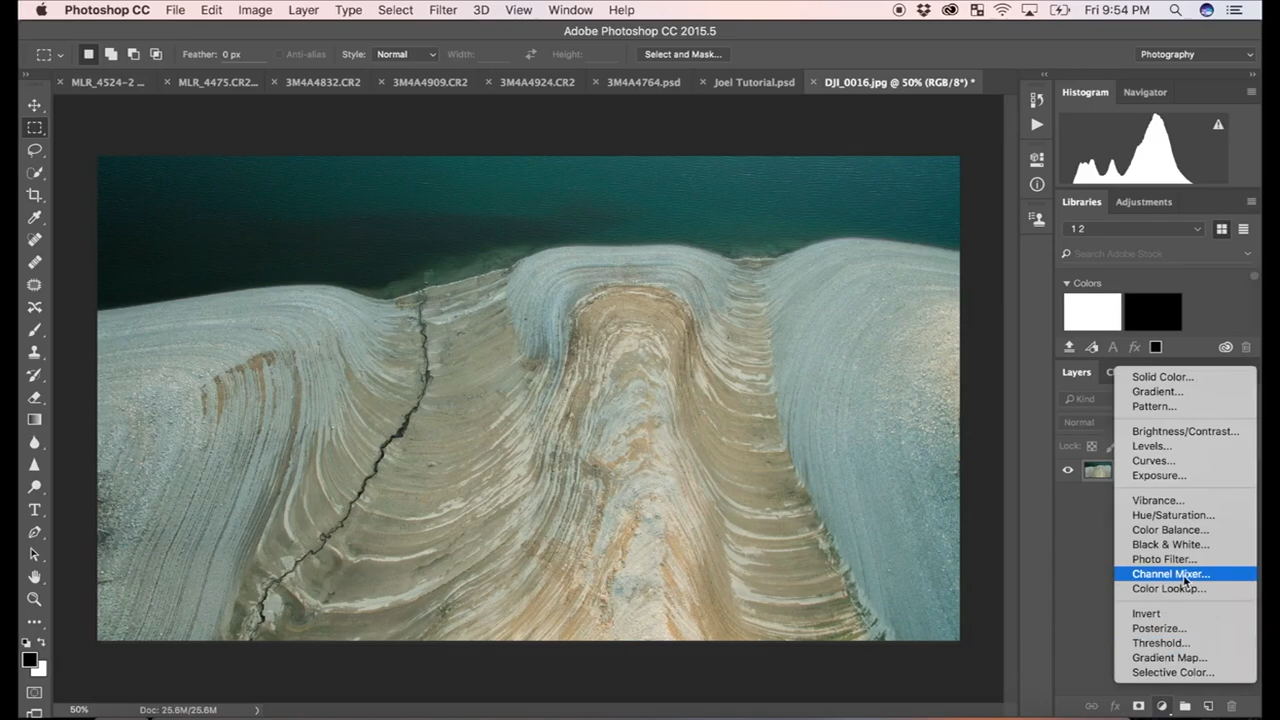 Photoshop CC File Edit Image Layer Type Select Filter 3D View Window Help Fri 9:54 PM
Adobe Photoshop CC 2015.5
Feather: 0 px Anti-alias Style: Normal Width: Height: Select and Mask... Photography
MLR_4524-2 ... MLR_4475.CR2... 3M4A4832.CR2 3M4A4909.CR2 3M4A4924.CR2 3M4A4764.psd Joel Tutorial.psd DJI_0016.jpg @ 50% (RGB/8*) *
Histogram Navigator
Libraries Adjustments
1 2
Search Adobe Stock
Colors
Layers
Kind
Normal
Lock:
Solid Color...
Gradient...
Pattern...
Brightness/Contrast...
Levels...
Curves...
Exposure...
Vibrance...
Hue/Saturation...
Color Balance...
Black & White...
Photo Filter...
Channel Mixer...
Color Lookup...
Invert
Posterize...
Threshold...
Gradient Map...
Selective Color...
50% Doc: 25.6M/25.6M